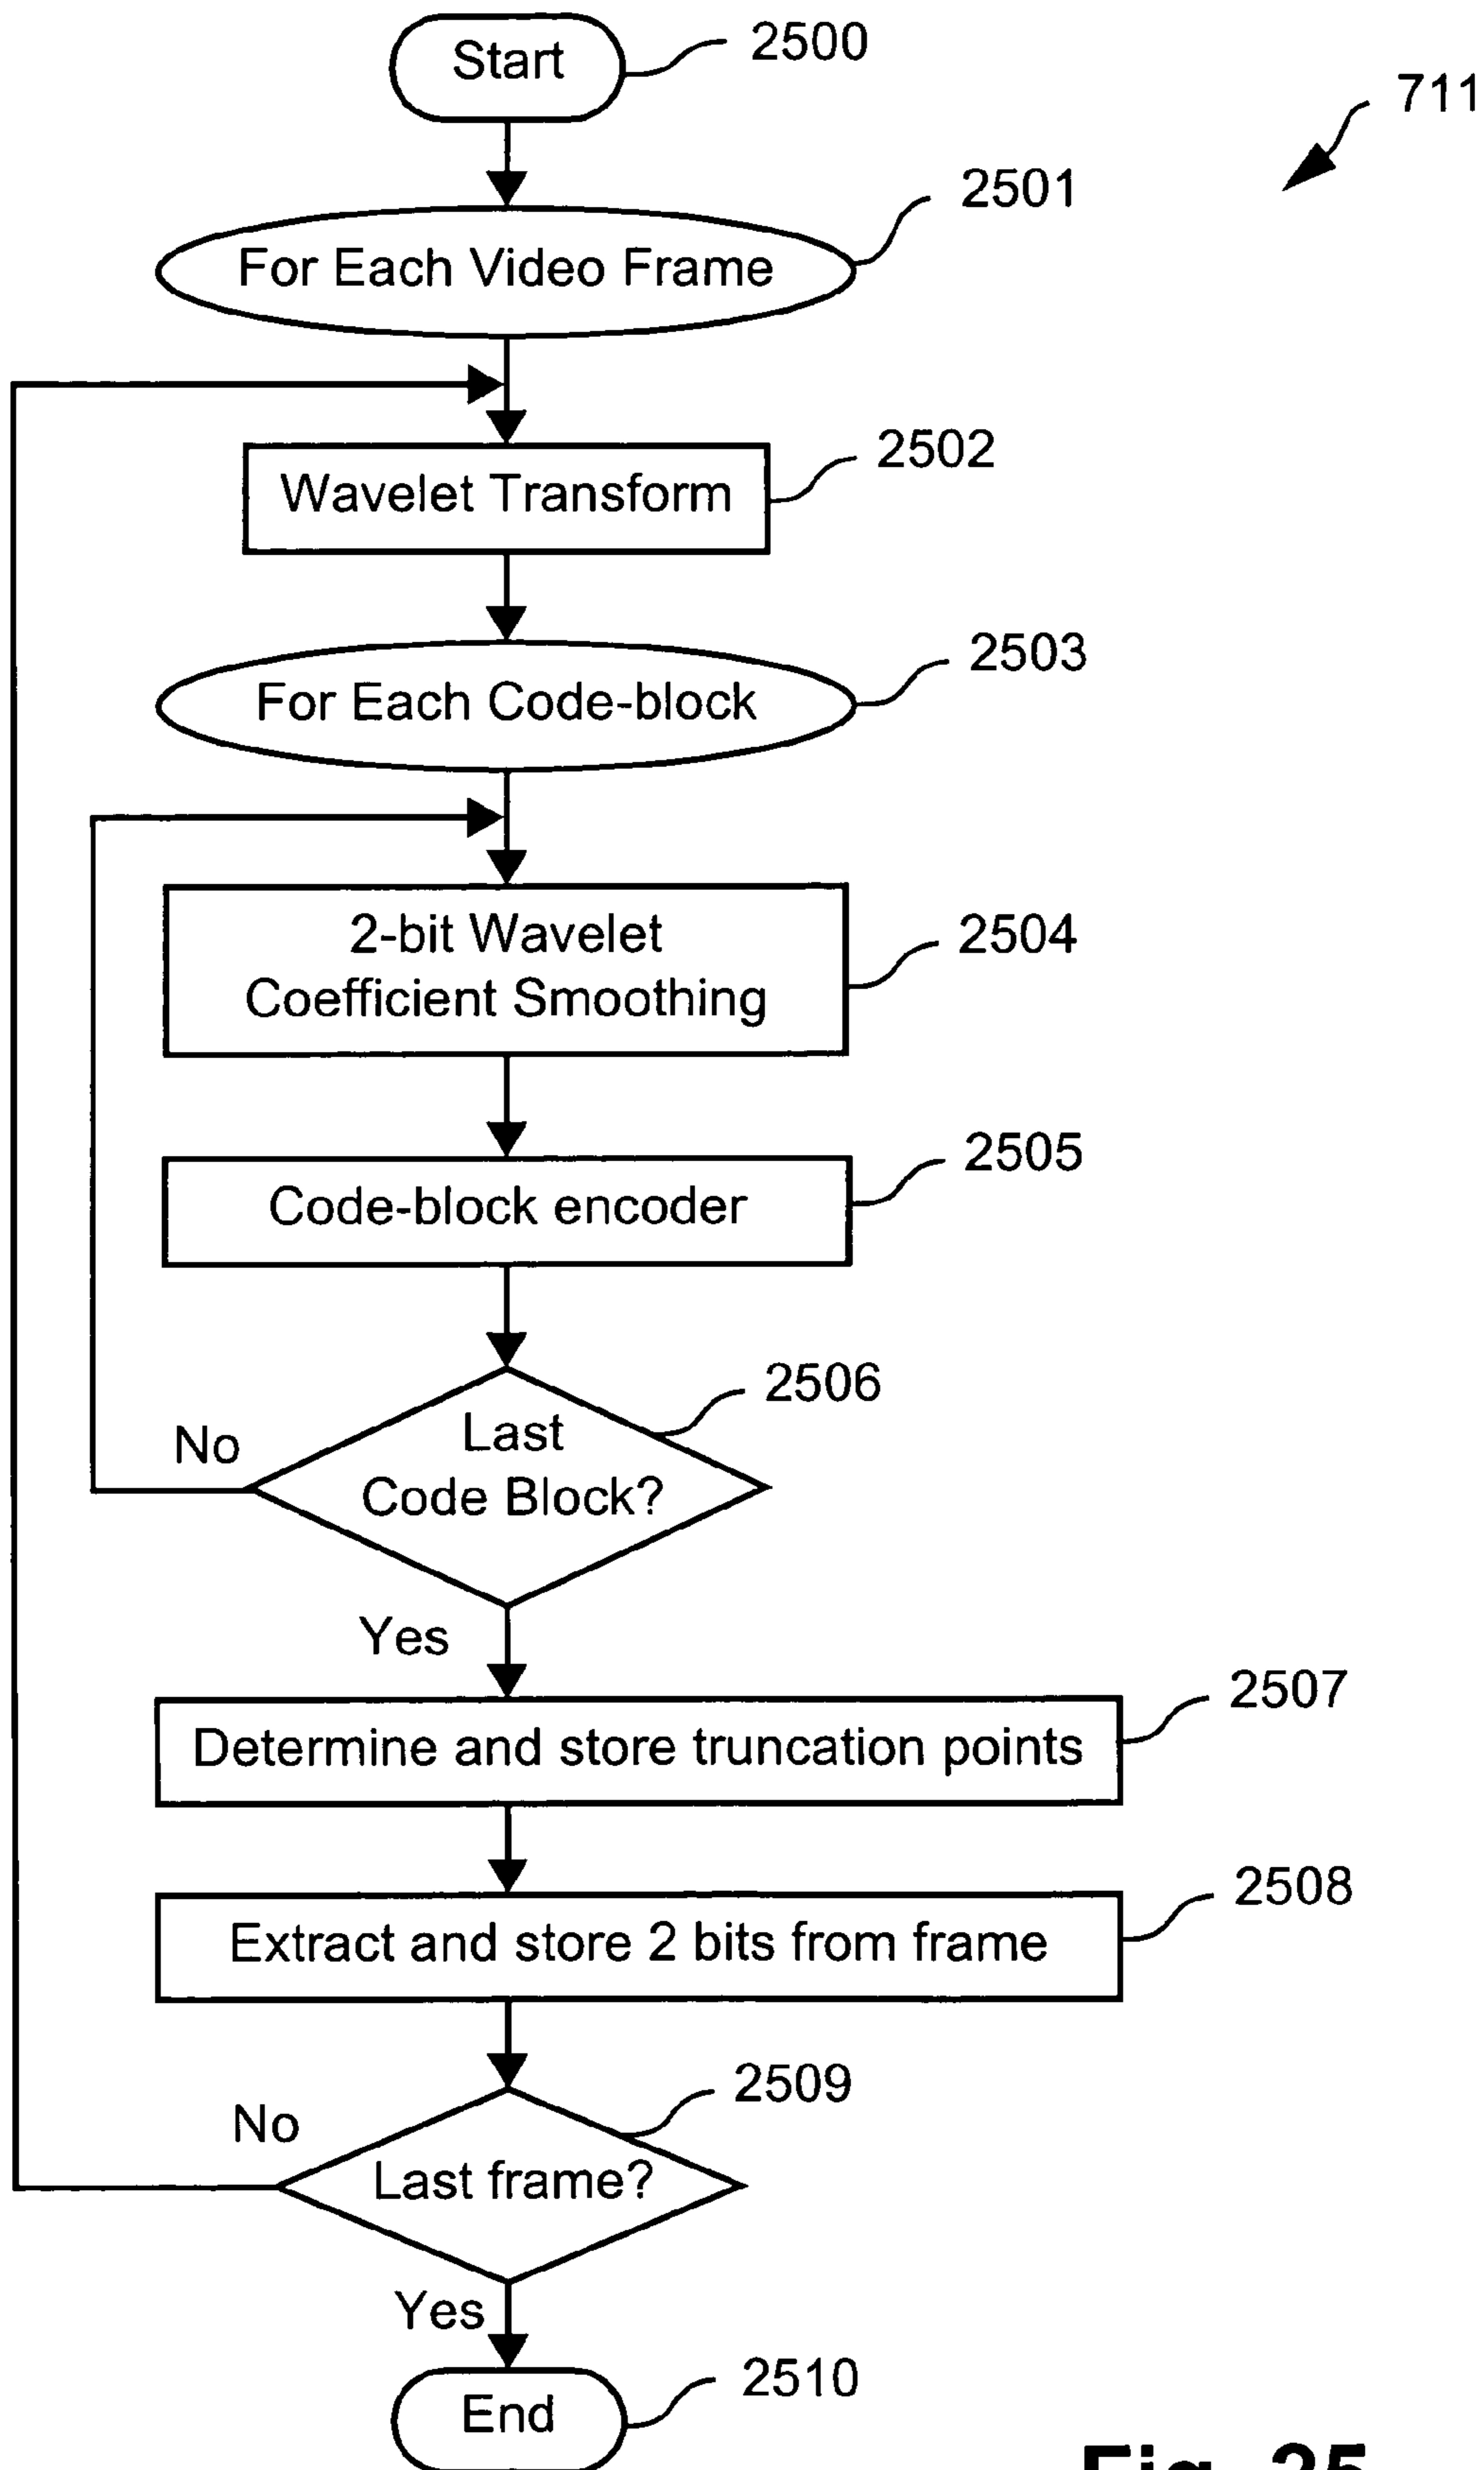 Start
2500
711
2501
For Each Video Frame
2502
Wavelet Transform
2503
For Each Code-block
2-bit Wavelet
Coefficient Smoothing
2504
2505
Code-block encoder
2506
Last
Code Block?
No
Yes
2507
Determine and store truncation points
2508
Extract and store 2 bits from frame
2509
No
Last frame?
Yes
2510
End
Fig. 25